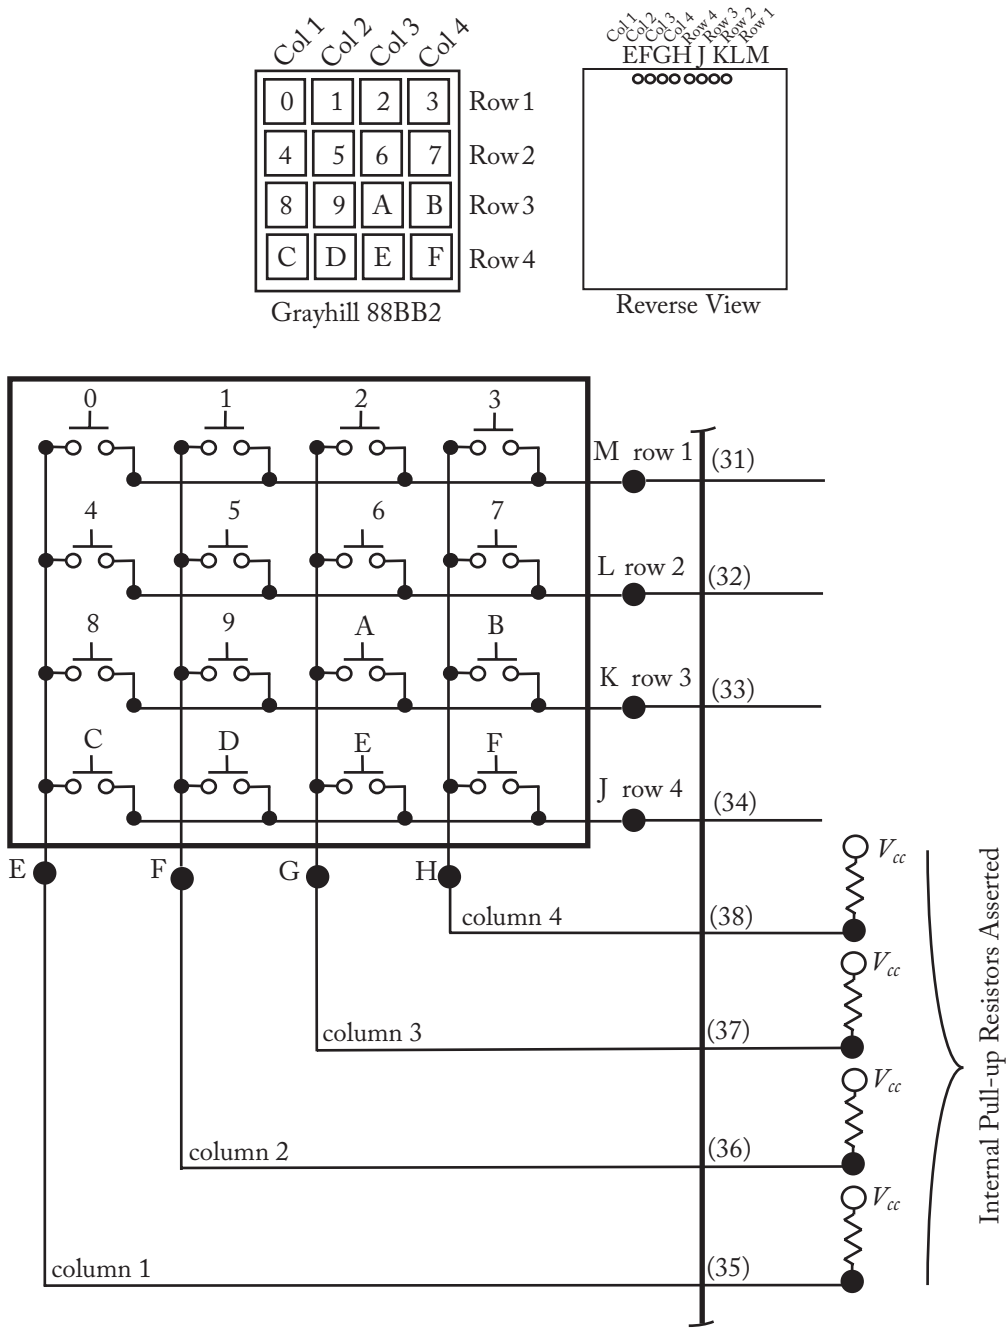 Col 1 Col 2 Col 3 Col 4
0 1 2 3 Row 1
4 5 6 7 Row 2
8 9 A B Row 3
C D E F Row 4
Grayhill 88BB2
Col 1 Col 2 Col 3 Col 4 Row 4 Row 3 Row 2 Row 1
EFGH J KLM
Reverse View
0 1 2 3
M row 1 (31)
4 5 6 7
L row 2 (32)
8 9 A B
K row 3 (33)
C D E F
J row 4 (34)
E F G H
Vcc
column 4 (38)
Vcc
column 3 (37)
Vcc
column 2 (36)
Vcc
column 1 (35)
Internal Pull-up Resistors Asserted